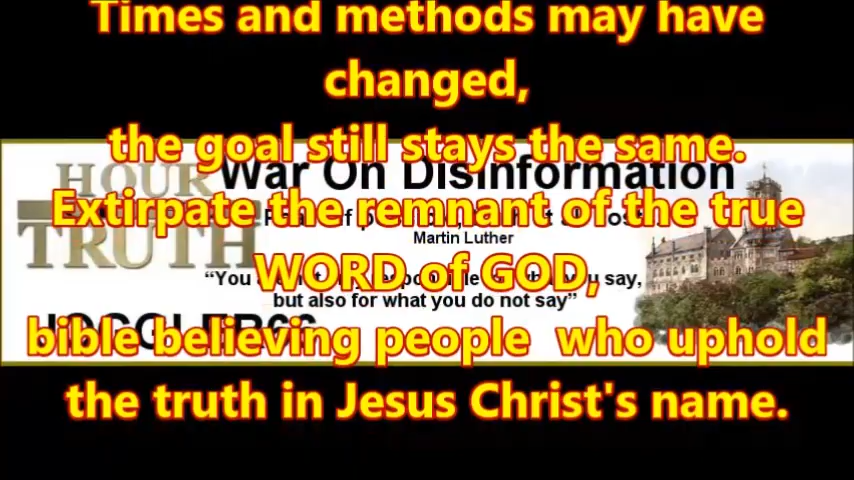 Times and methods may have
changed,
the goal still stays the same.
HOUR
War On Disinformation
Extirpate the remnant of the true
TRUTH
Martin Luther
WORD of GOD,
“You say,
but also for what you do not say”
bible believing people who uphold
the truth in Jesus Christ's name.